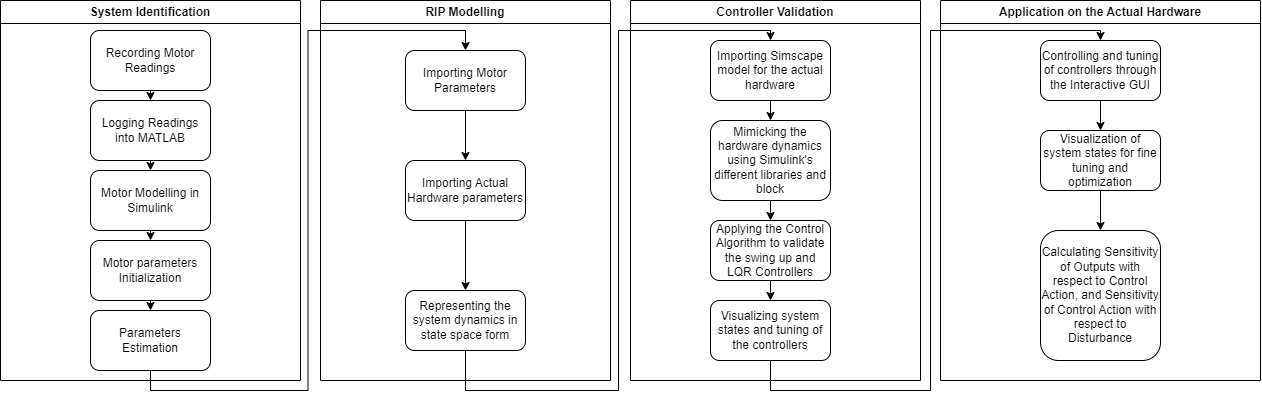 System Identification
Recording Motor
Readings
Logging Readings
into MATLAB
Motor Modelling in
Simulink
Motor parameters
Initialization
Parameters
Estimation
RIP Modelling
Importing Motor
Parameters
Importing Actual
Hardware parameters
Representing the
system dynamics in
state space form
Controller Validation
Importing Simscape
model for the actual
hardware
Mimicking the
hardware dynamics
using Simulink's
different libraries and
block
Applying the Control
Algorithm to validate
the swing up and
LQR Controllers
Visualizing system
states and tuning of
the controllers
Application on the Actual Hardware
Controlling and tuning
of controllers through
the Interactive GUI
Visualization of
system states for fine
tuning and
optimization
Calculating Sensitivity
of Outputs with
respect to Control
Action, and Sensitivity
of Control Action with
respect to
Disturbance